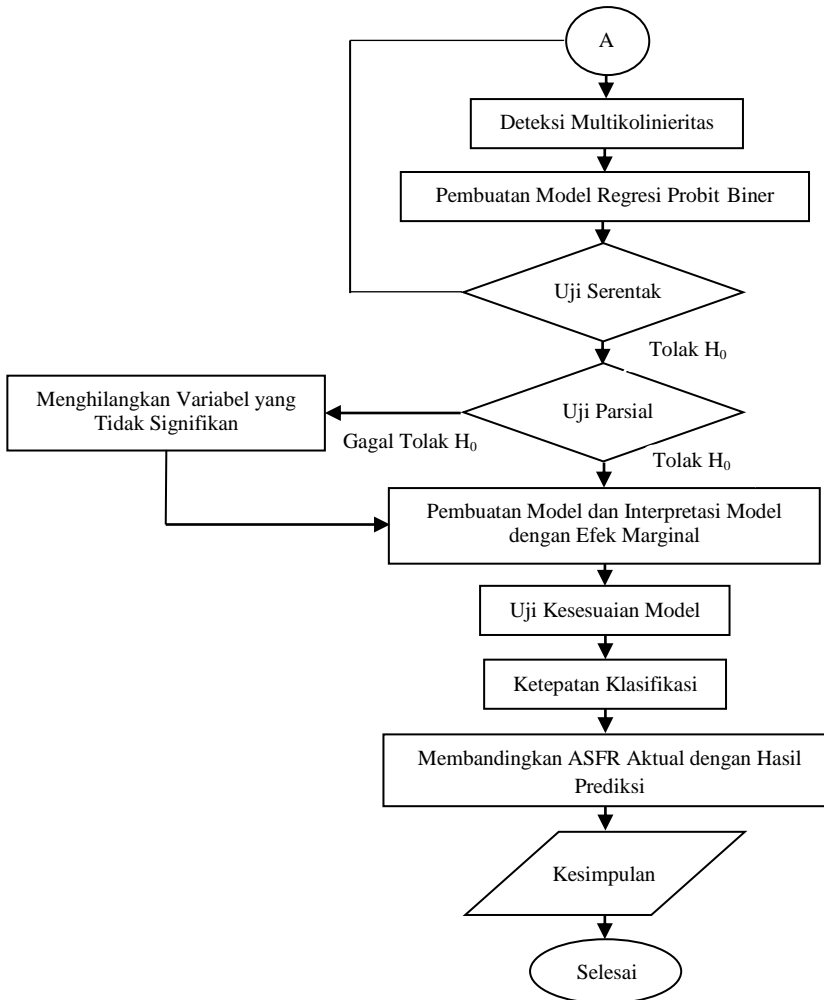 A
Deteksi Multikolinieritas
Pembuatan Model Regresi Probit Biner
Uji Serentak
Tolak H₀
Menghilangkan Variabel yang
Tidak Signifikan
Uji Parsial
Gagal Tolak H₀
Tolak H₀
Pembuatan Model dan Interpretasi Model
dengan Efek Marginal
Uji Kesesuaian Model
Ketepatan Klasifikasi
Membandingkan ASFR Aktual dengan Hasil
Prediksi
Kesimpulan
Selesai